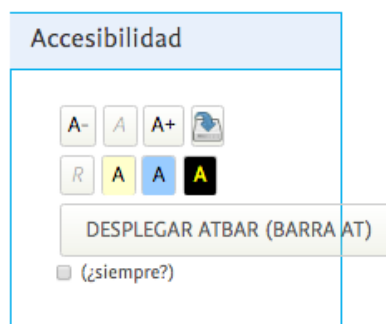 Accesibilidad
A- A A+
R A A A
DESPLEGAR ATBAR (BARRA AT)
(¿siempre?)